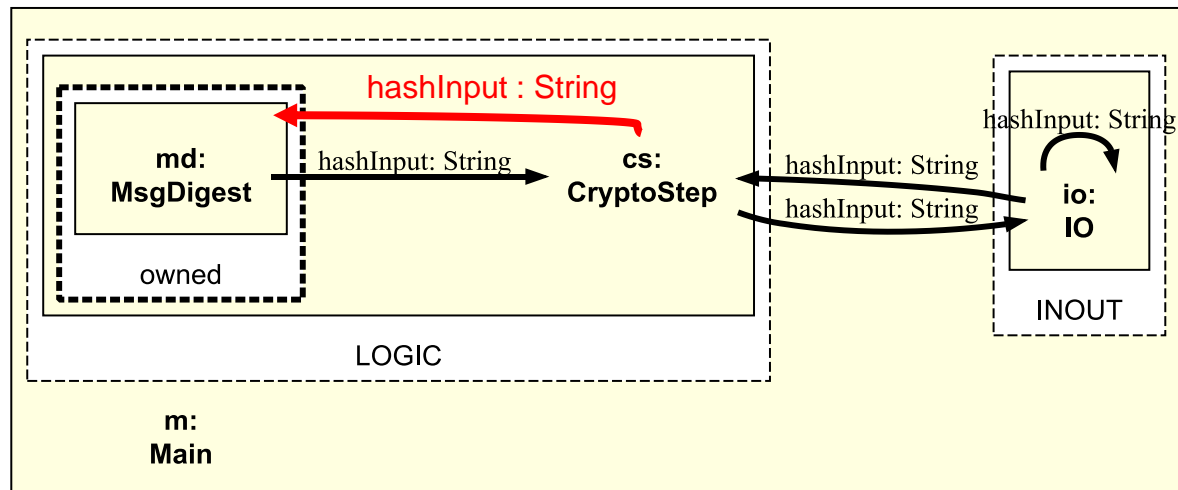 hashInput : String
hashInput: String
md:
MsgDigest
hashInput: String
cs:
CryptoStep
hashInput: String
hashInput: String
io:
IO
owned
INOUT
LOGIC
m:
Main